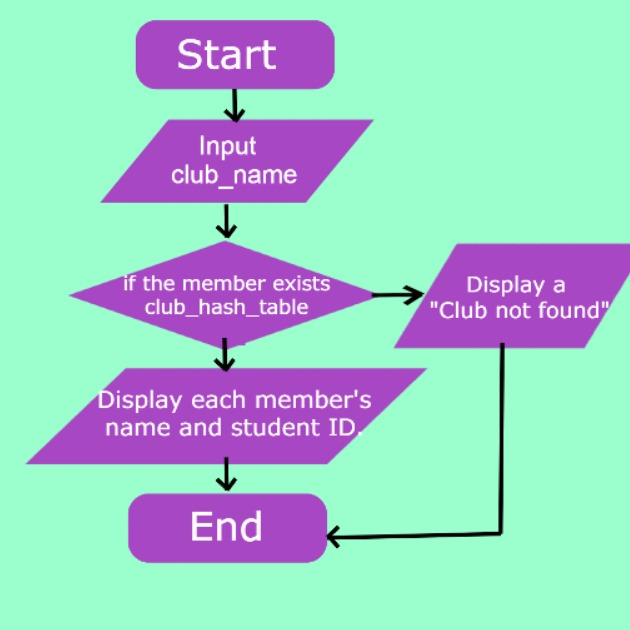 Start
Input
club_name
if the member exists
club_hash_table
Display a
"Club not found"
Display each member's
name and student ID.
End